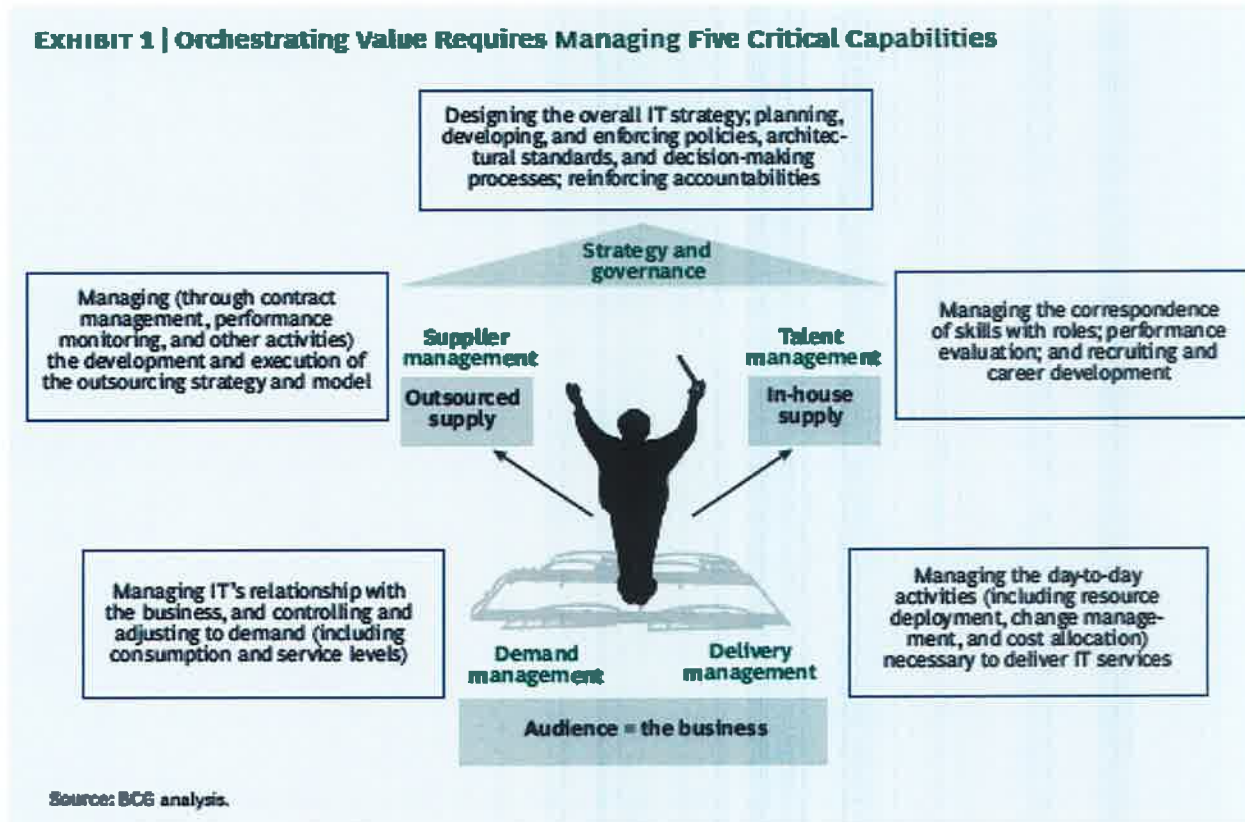 EXHIBIT 1 | Orchestrating Value Requires Managing Five Critical Capabilities
Designing the overall IT strategy; planning,
developing, and enforcing policies, architec-
tural standards, and decision-making
processes; reinforcing accountabilities
Strategy and
governance
Managing (through contract
management, performance
monitoring, and other activities)
the development and execution of
the outsourcing strategy and model
Supplier
management
Outsourced
supply
Talent
management
In-house
supply
Managing the correspondence
of skills with roles; performance
evaluation; and recruiting and
career development
Managing IT's relationship with
the business, and controlling and
adjusting to demand (including
consumption and service levels)
Demand
management
Delivery
management
Managing the day-to-day
activities (including resource
deployment, change manage-
ment, and cost allocation)
necessary to deliver IT services
Audience = the business
Source: BCG analysis.